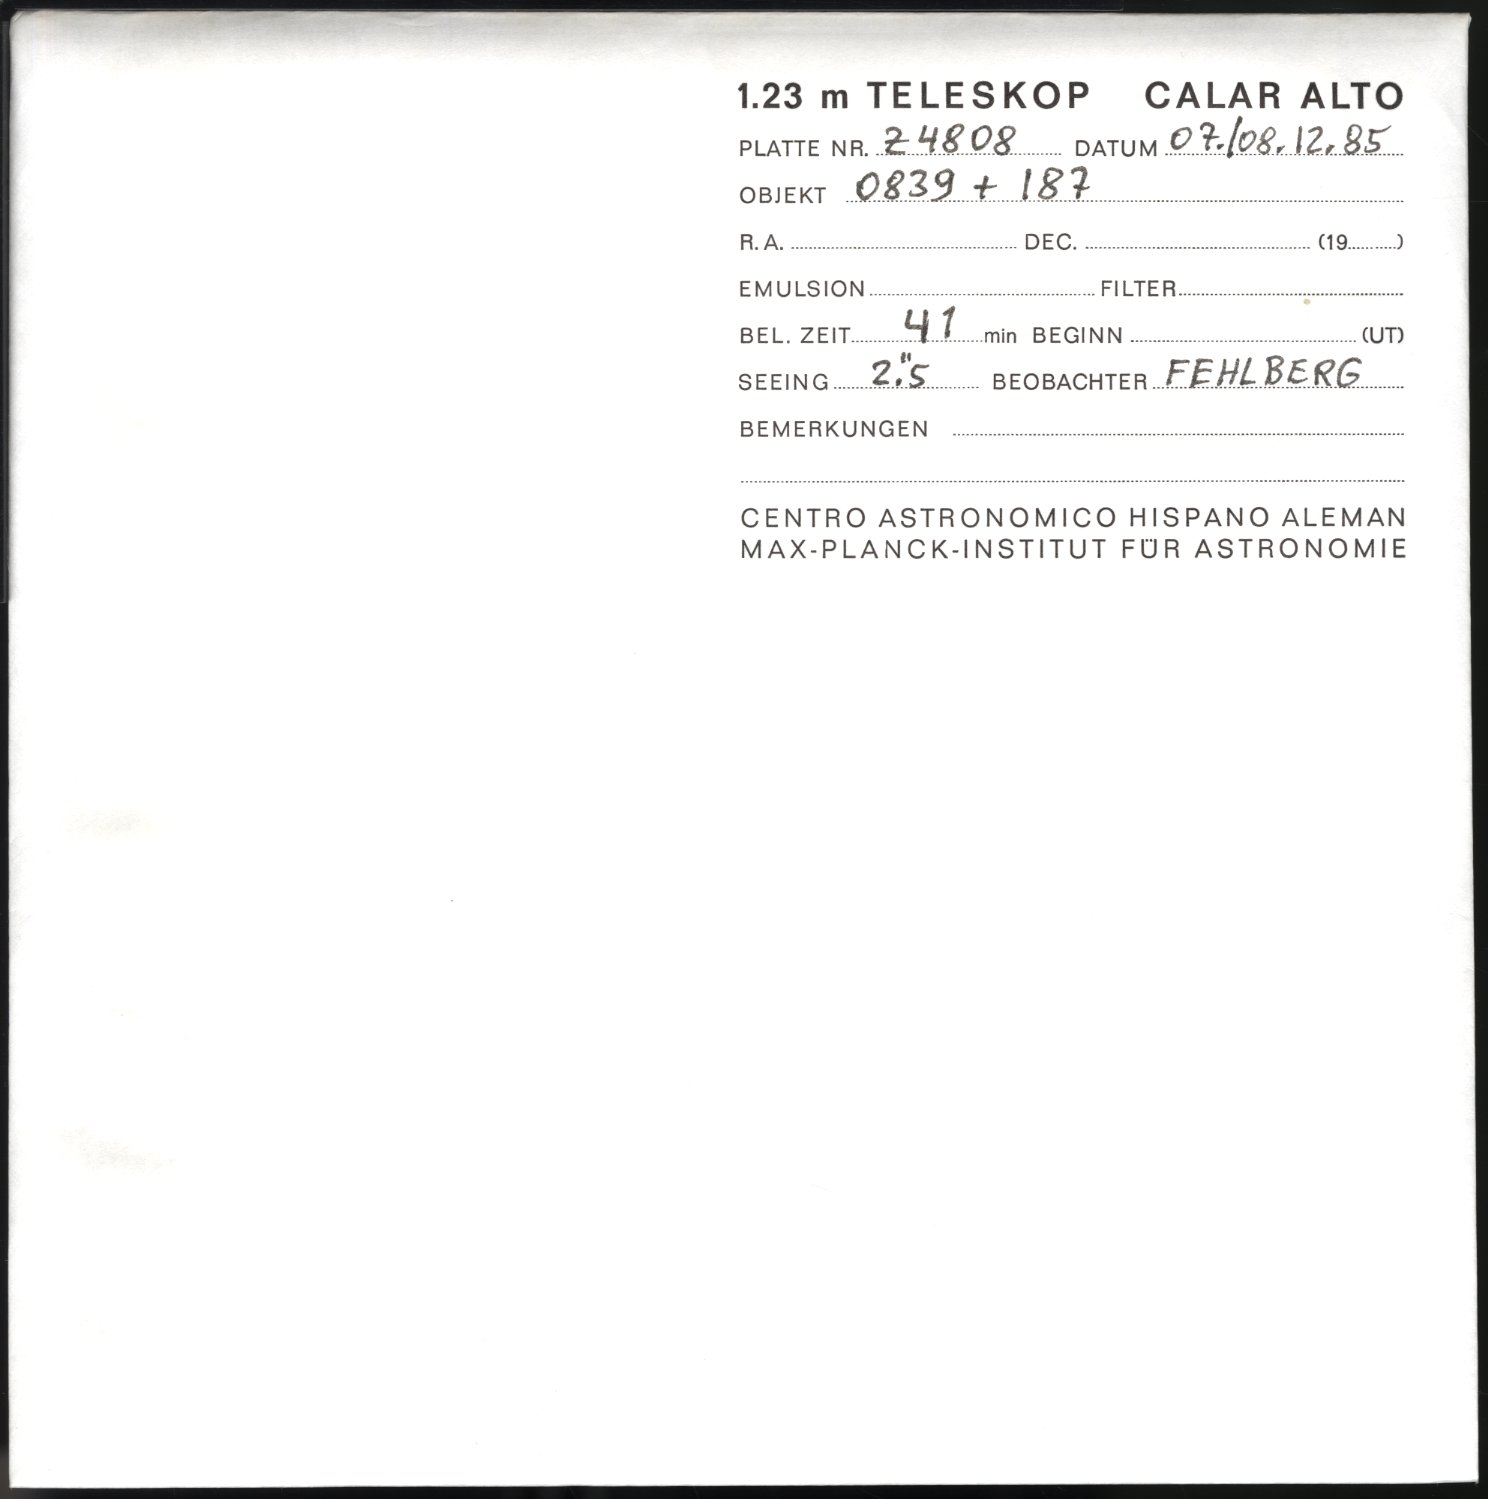 1.23 m TELESKOP CALAR ALTO
PLATTE NR. Z4808 DATUM 07./08.12.85
OBJEKT 0839 + 187
R.A. DEC. (19 )
EMULSION FILTER
BEL. ZEIT 41 min BEGINN (UT)
SEEING 2."5 BEOBACHTER FEHLBERG
BEMERKUNGEN
CENTRO ASTRONOMICO HISPANO ALEMAN
MAX-PLANCK-INSTITUT FÜR ASTRONOMIE